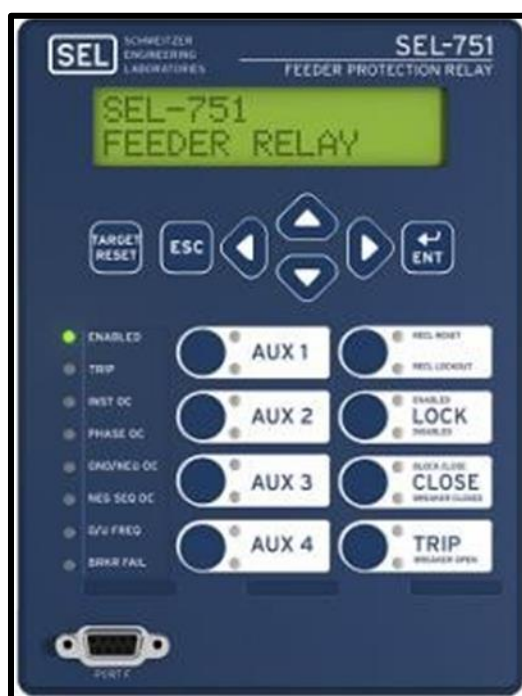 SEL
SCHWEITZER
ENGINEERING
LABORATORIES
SEL-751
FEEDER PROTECTION RELAY
SEL-751
FEEDER RELAY
TARGET
RESET
ESC
ENT
ENABLED
TRIP
INST OC
PHASE OC
GND/NEU OC
NEG SEQ OC
O/U FREQ
BRKR FAIL
AUX 1
AUX 2
AUX 3
AUX 4
RECL RESET
RECL LOCKOUT
ENABLED
LOCK
DISABLED
BLOCK CLOSE
CLOSE
BREAKER CLOSED
TRIP
BREAKER OPEN
PORT F